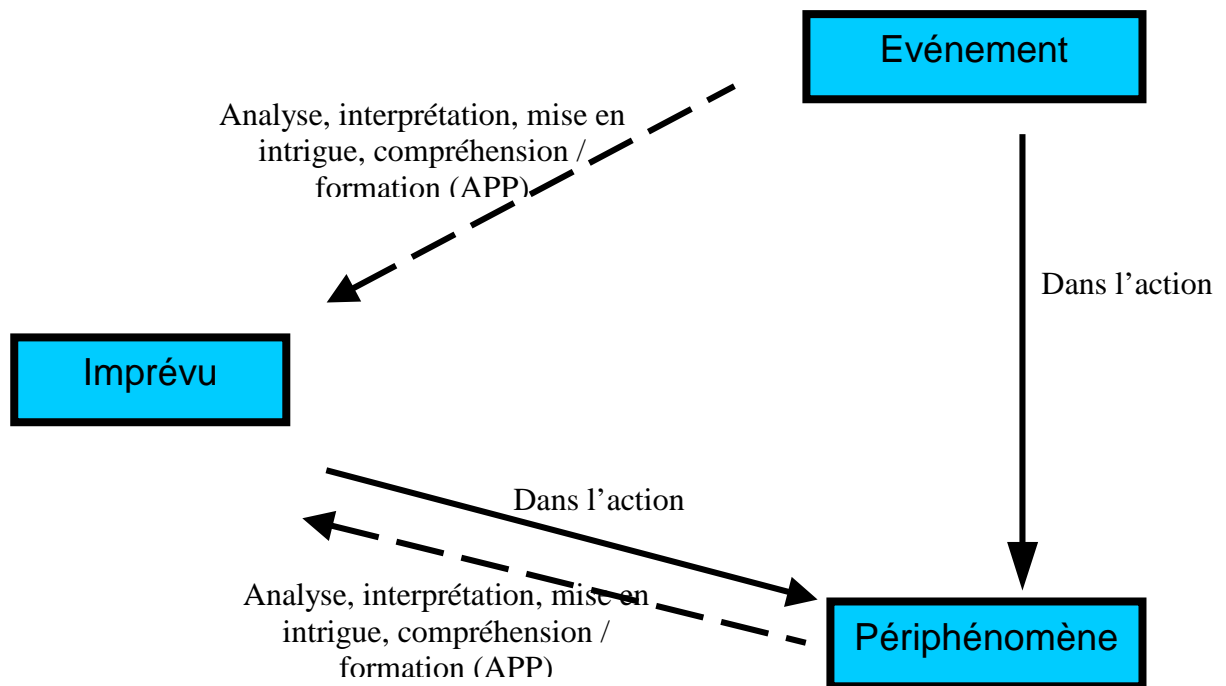 Evénement
Analyse, interprétation, mise en
intrigue, compréhension /
formation (APP)
Dans l’action
Imprévu
Dans l’action
Analyse, interprétation, mise en
intrigue, compréhension /
formation (APP)
Périphénomène